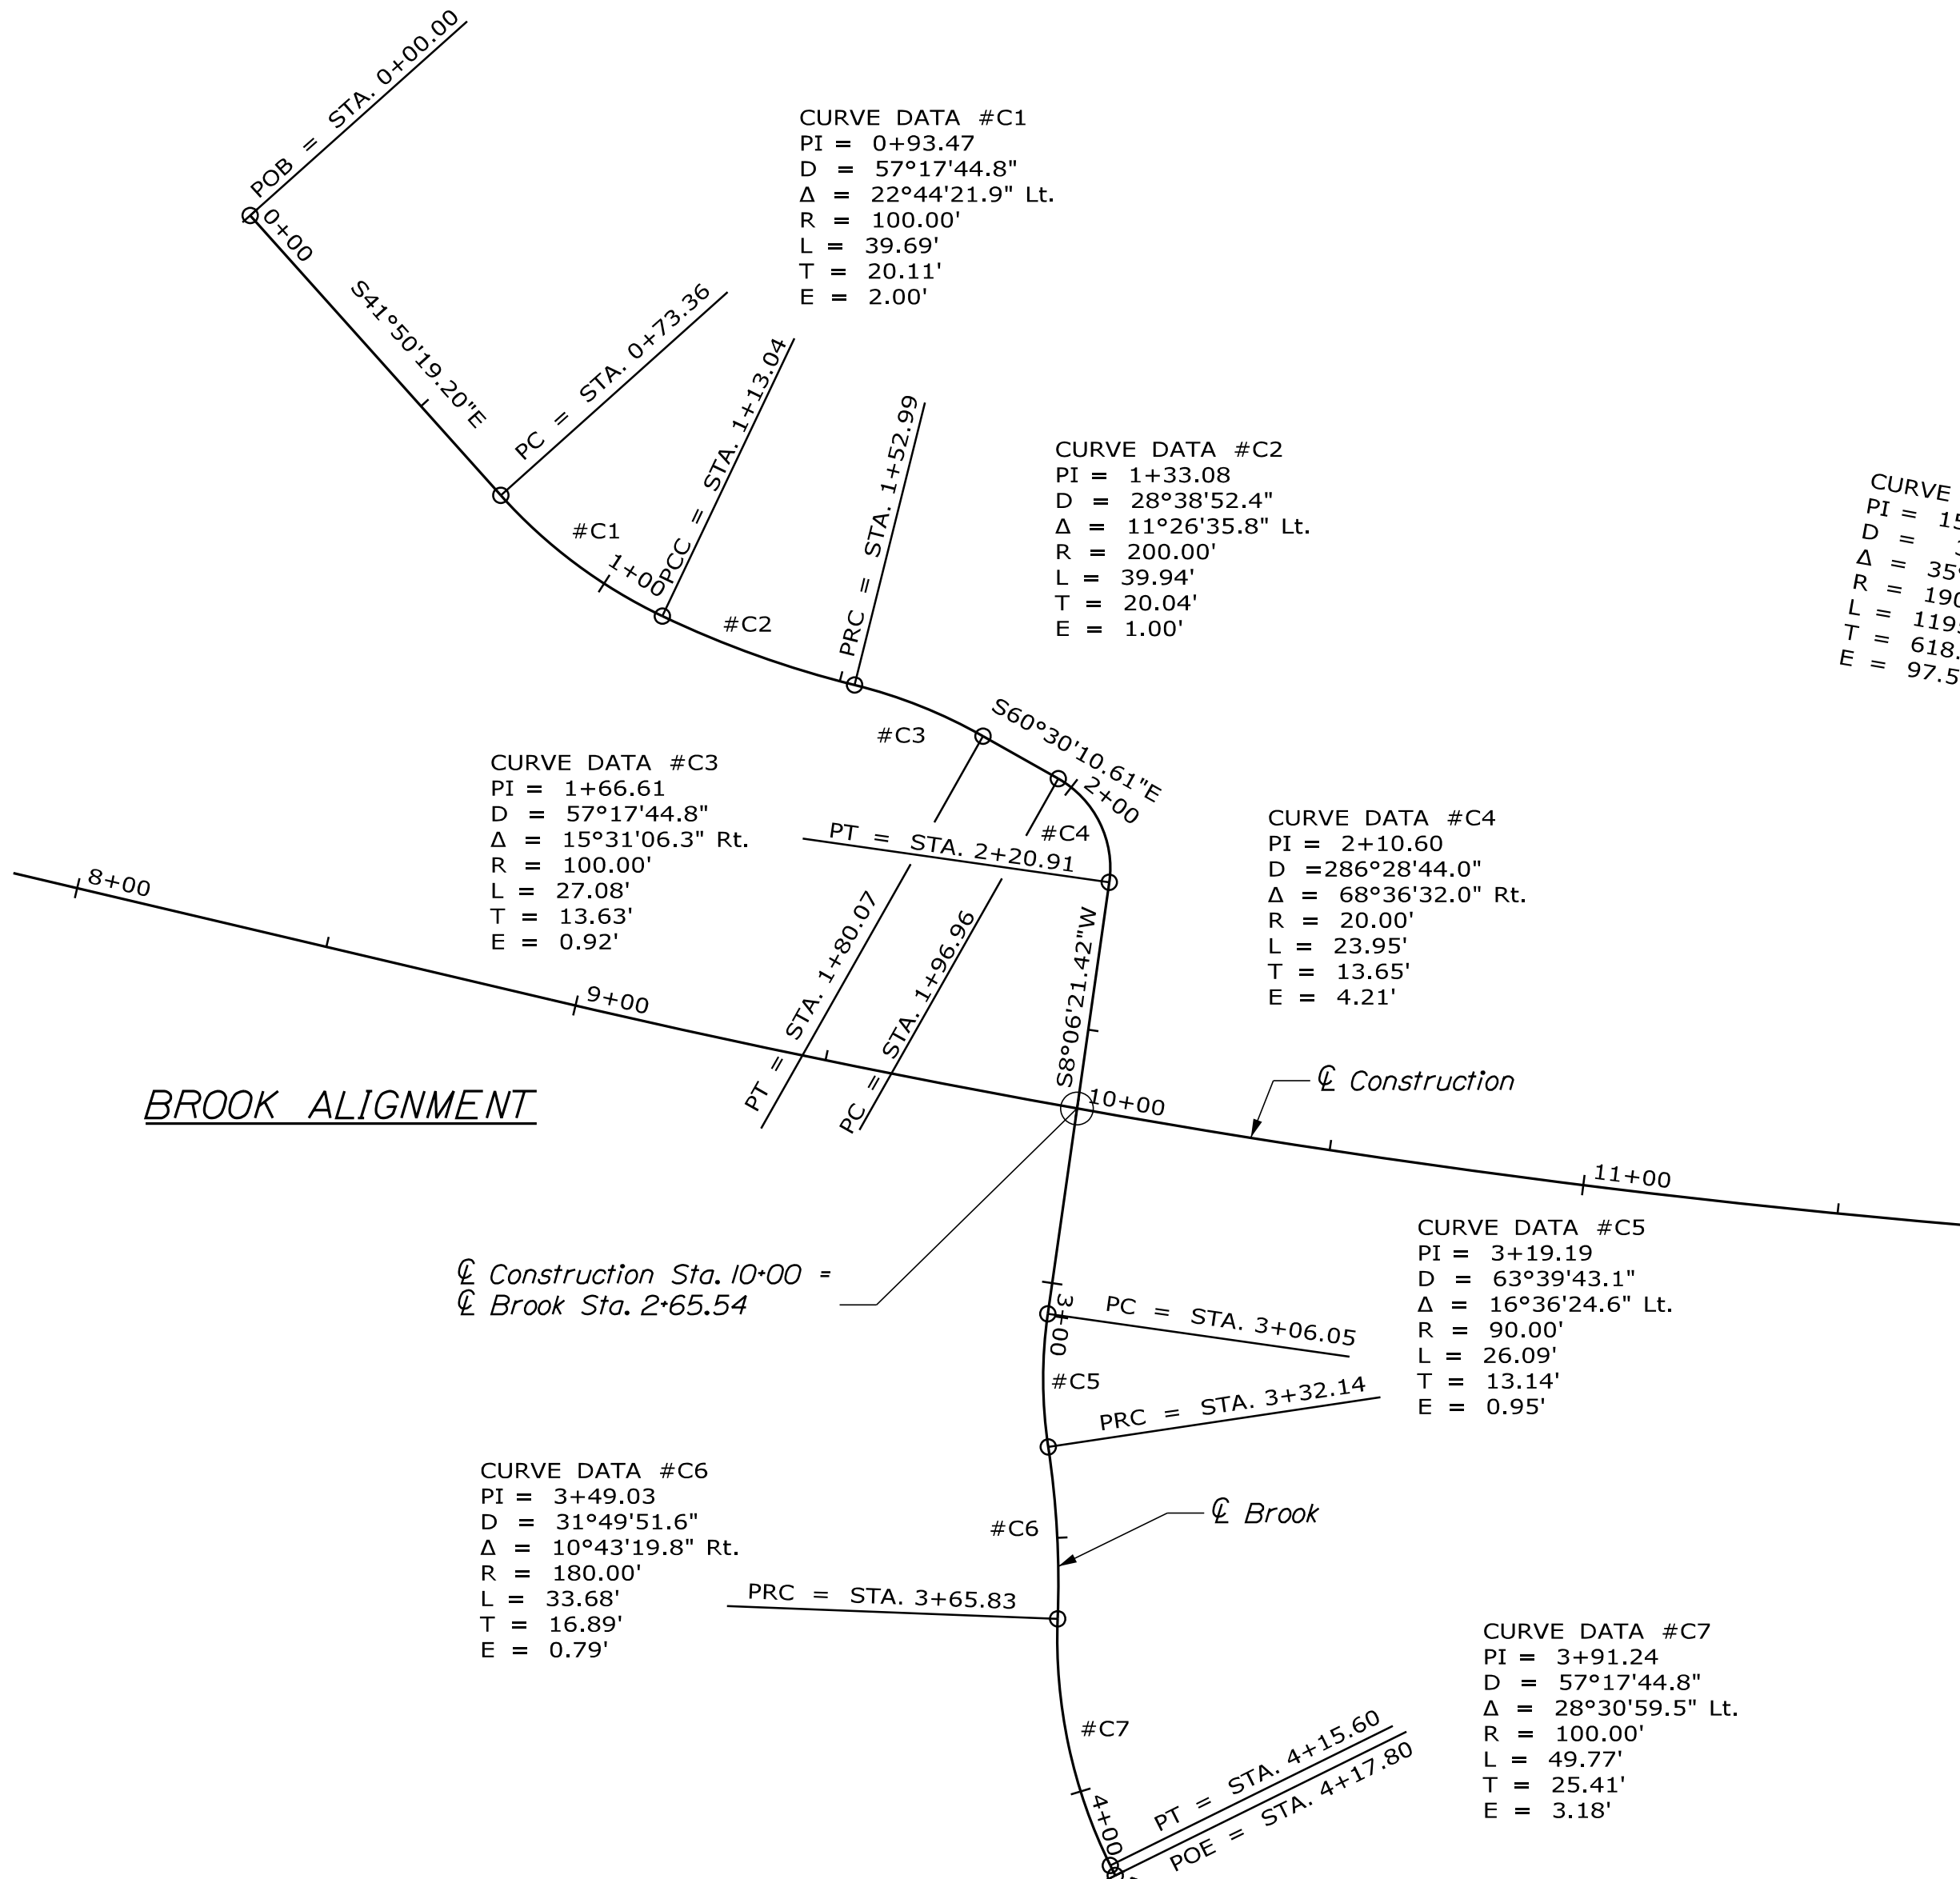 POB = STA. 0+00.00
0+00
S41°50'19.20"E
PC = STA. 0+73.36
CURVE DATA #C1
PI = 0+93.47
D = 57°17'44.8"
Δ = 22°44'21.9" Lt.
R = 100.00'
L = 39.69'
T = 20.11'
E = 2.00'
#C1
1+00
PCC = STA. 1+13.04
#C2
PRC = STA. 1+52.99
CURVE DATA #C2
PI = 1+33.08
D = 28°38'52.4"
Δ = 11°26'35.8" Lt.
R = 200.00'
L = 39.94'
T = 20.04'
E = 1.00'
CURVE
PI = 15
D =
Δ = 35°
R = 190
L = 119
T = 618.
E = 97.5
#C3
S60°30'10.61"E
2+00
CURVE DATA #C3
PI = 1+66.61
D = 57°17'44.8"
Δ = 15°31'06.3" Rt.
R = 100.00'
L = 27.08'
T = 13.63'
E = 0.92'
#C4
PT = STA. 2+20.91
CURVE DATA #C4
PI = 2+10.60
D =286°28'44.0"
Δ = 68°36'32.0" Rt.
R = 20.00'
L = 23.95'
T = 13.65'
E = 4.21'
8+00
9+00
PT = STA. 1+80.07
PC = STA. 1+96.96
S8°06'21.42"W
10+00
℄ Construction
11+00
BROOK ALIGNMENT
℄ Construction Sta. 10+00 =
℄ Brook Sta. 2+65.54
3+00
PC = STA. 3+06.05
#C5
PRC = STA. 3+32.14
CURVE DATA #C5
PI = 3+19.19
D = 63°39'43.1"
Δ = 16°36'24.6" Lt.
R = 90.00'
L = 26.09'
T = 13.14'
E = 0.95'
CURVE DATA #C6
PI = 3+49.03
D = 31°49'51.6"
Δ = 10°43'19.8" Rt.
R = 180.00'
L = 33.68'
T = 16.89'
E = 0.79'
#C6
℄ Brook
PRC = STA. 3+65.83
#C7
CURVE DATA #C7
PI = 3+91.24
D = 57°17'44.8"
Δ = 28°30'59.5" Lt.
R = 100.00'
L = 49.77'
T = 25.41'
E = 3.18'
4+00
PT = STA. 4+15.60
POE = STA. 4+17.80